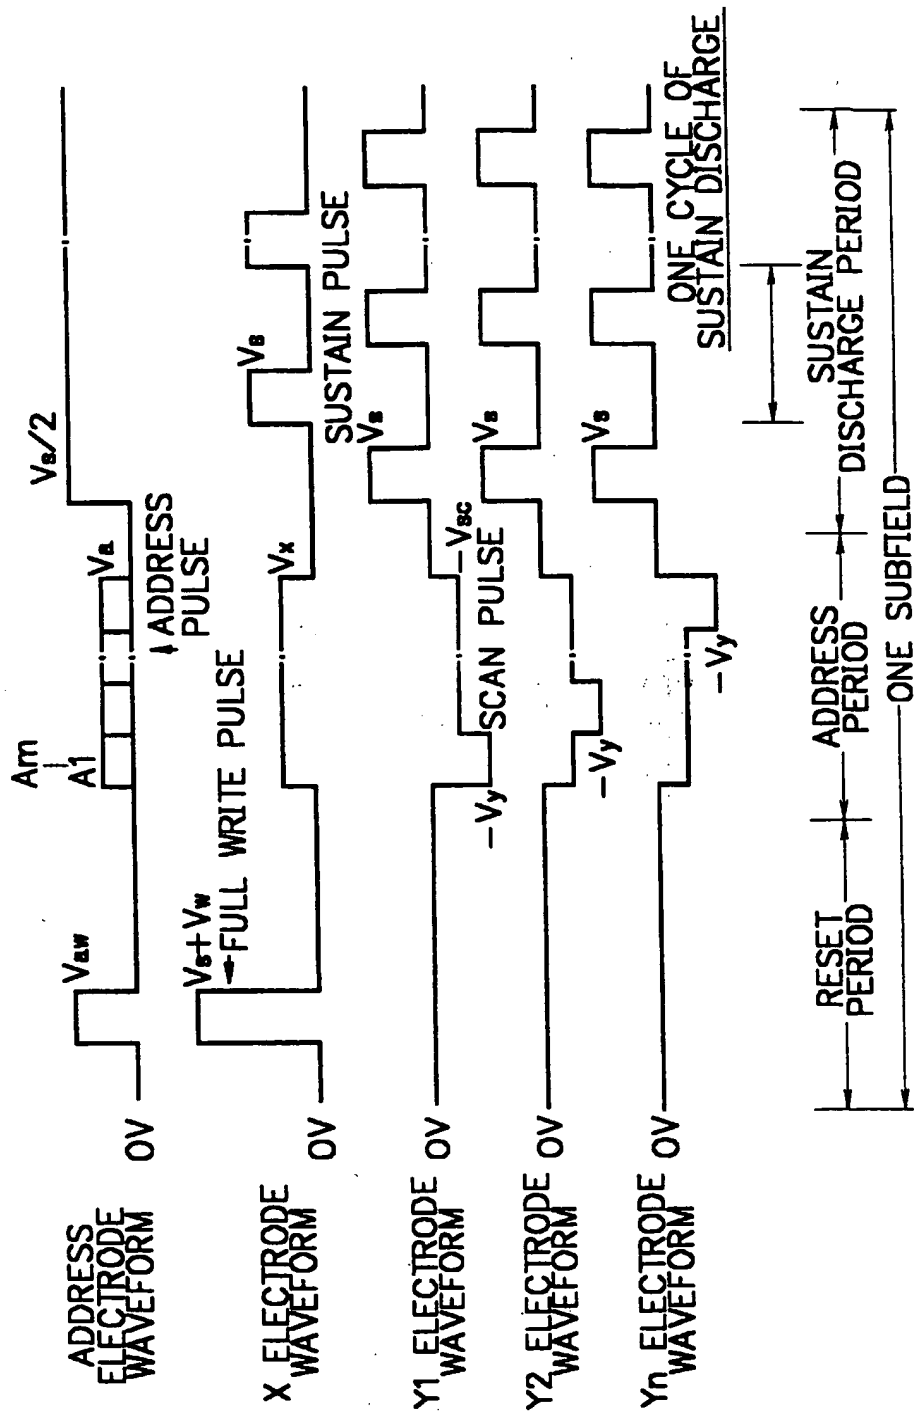 ADDRESS
ELECTRODE
WAVEFORM
0V
Vaw
Am
A1
Va
ADDRESS
PULSE
Vs/2
X ELECTRODE
WAVEFORM
0V
Vs+Vw
FULL WRITE PULSE
Vx
Vs
SUSTAIN PULSE
Y1 ELECTRODE
WAVEFORM
0V
-Vy
SCAN PULSE
-Vsc
Vs
Y2 ELECTRODE
WAVEFORM
0V
-Vy
Vs
Yn ELECTRODE
WAVEFORM
0V
-Vy
Vs
ONE CYCLE OF
SUSTAIN DISCHARGE
RESET
PERIOD
ADDRESS
PERIOD
SUSTAIN
DISCHARGE PERIOD
ONE SUBFIELD